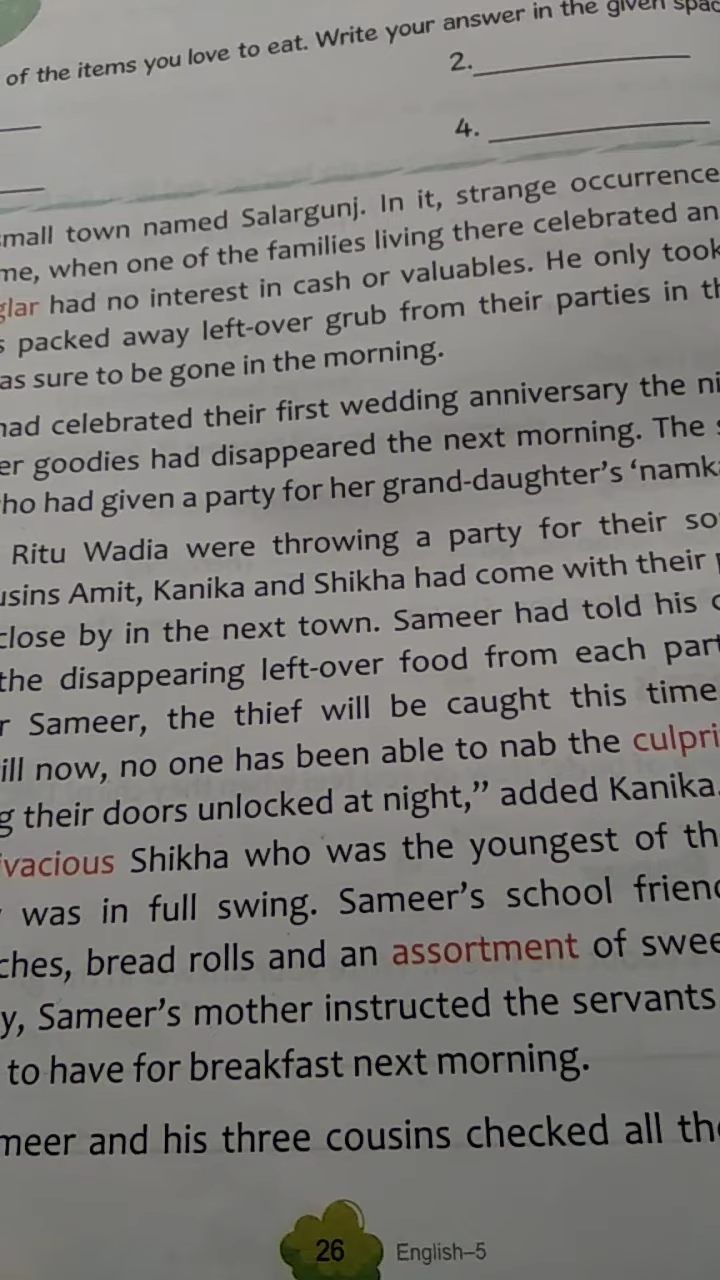 of the items you love to eat. Write your answer in the given
2.
4.
small town named Salargunj. In it, strange occurrence
me, when one of the families living there celebrated an
glar had no interest in cash or valuables. He only took
s packed away left-over grub from their parties in th
as sure to be gone in the morning.
had celebrated their first wedding anniversary the ni
er goodies had disappeared the next morning. The s
ho had given a party for her grand-daughter's 'namka
Ritu Wadia were throwing a party for their so
usins Amit, Kanika and Shikha had come with their p
close by in the next town. Sameer had told his c
the disappearing left-over food from each part
r Sameer, the thief will be caught this time
ill now, no one has been able to nab the culpri
g their doors unlocked at night," added Kanika.
ivacious Shikha who was the youngest of th
was in full swing. Sameer's school friend
ches, bread rolls and an assortment of swee
y, Sameer's mother instructed the servants
to have for breakfast next morning.
meer and his three cousins checked all the
26 English–5